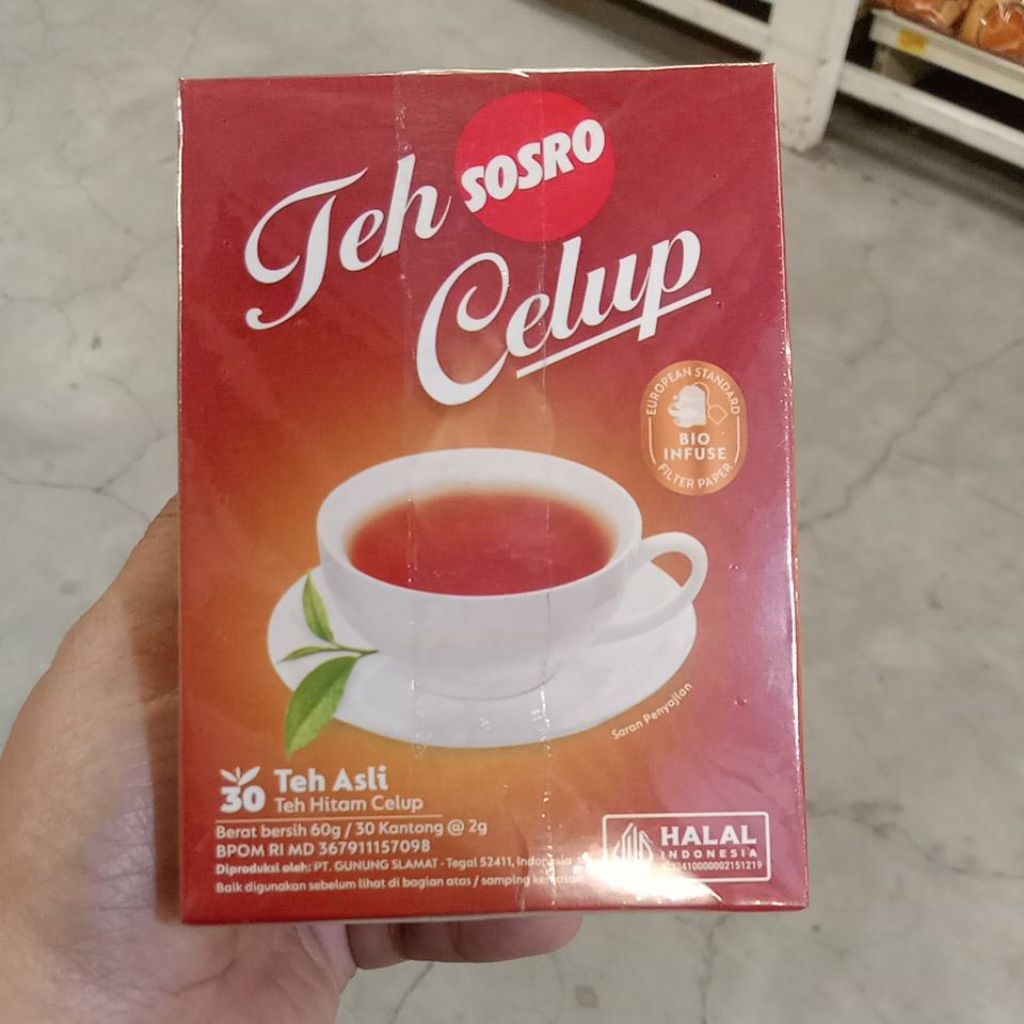 Teh SOSRO
Celup
EUROPEAN STANDARD
BIO
INFUSE
FILTER PAPER
Saran Penyajian
30 Teh Asli
Teh Hitam Celup
Berat bersih 60g / 30 Kantong @ 2g
BPOM RI MD 367911157098
Diproduksi oleh: PT. GUNUNG SLAMAT - Tegal 52411, Indonesia
Baik digunakan sebelum lihat di bagian atas / samping kemasan
HALAL
INDONESIA